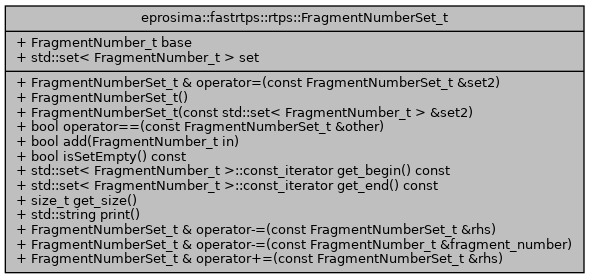 eprosima::fastrtps::rtps::FragmentNumberSet_t
+ FragmentNumber_t base
+ std::set< FragmentNumber_t > set
+ FragmentNumberSet_t & operator=(const FragmentNumberSet_t &set2)
+ FragmentNumberSet_t()
+ FragmentNumberSet_t(const std::set< FragmentNumber_t > &set2)
+ bool operator==(const FragmentNumberSet_t &other)
+ bool add(FragmentNumber_t in)
+ bool isSetEmpty() const
+ std::set< FragmentNumber_t >::const_iterator get_begin() const
+ std::set< FragmentNumber_t >::const_iterator get_end() const
+ size_t get_size()
+ std::string print()
+ FragmentNumberSet_t & operator-=(const FragmentNumberSet_t &rhs)
+ FragmentNumberSet_t & operator-=(const FragmentNumber_t &fragment_number)
+ FragmentNumberSet_t & operator+=(const FragmentNumberSet_t &rhs)